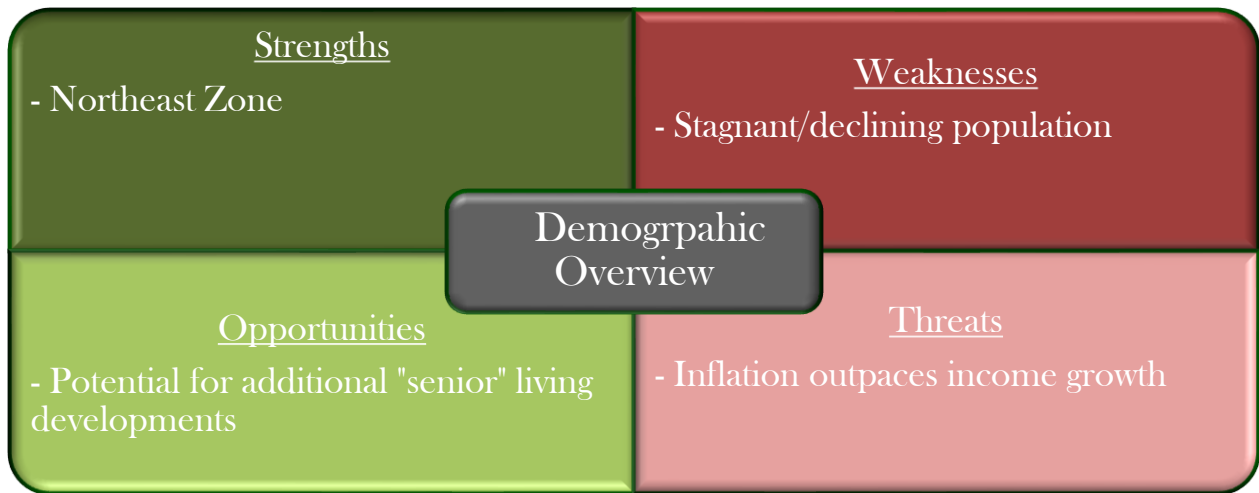 Strengths
- Northeast Zone
Weaknesses
- Stagnant/declining population
Demogrpahic
Overview
Opportunities
- Potential for additional "senior" living
developments
Threats
- Inflation outpaces income growth